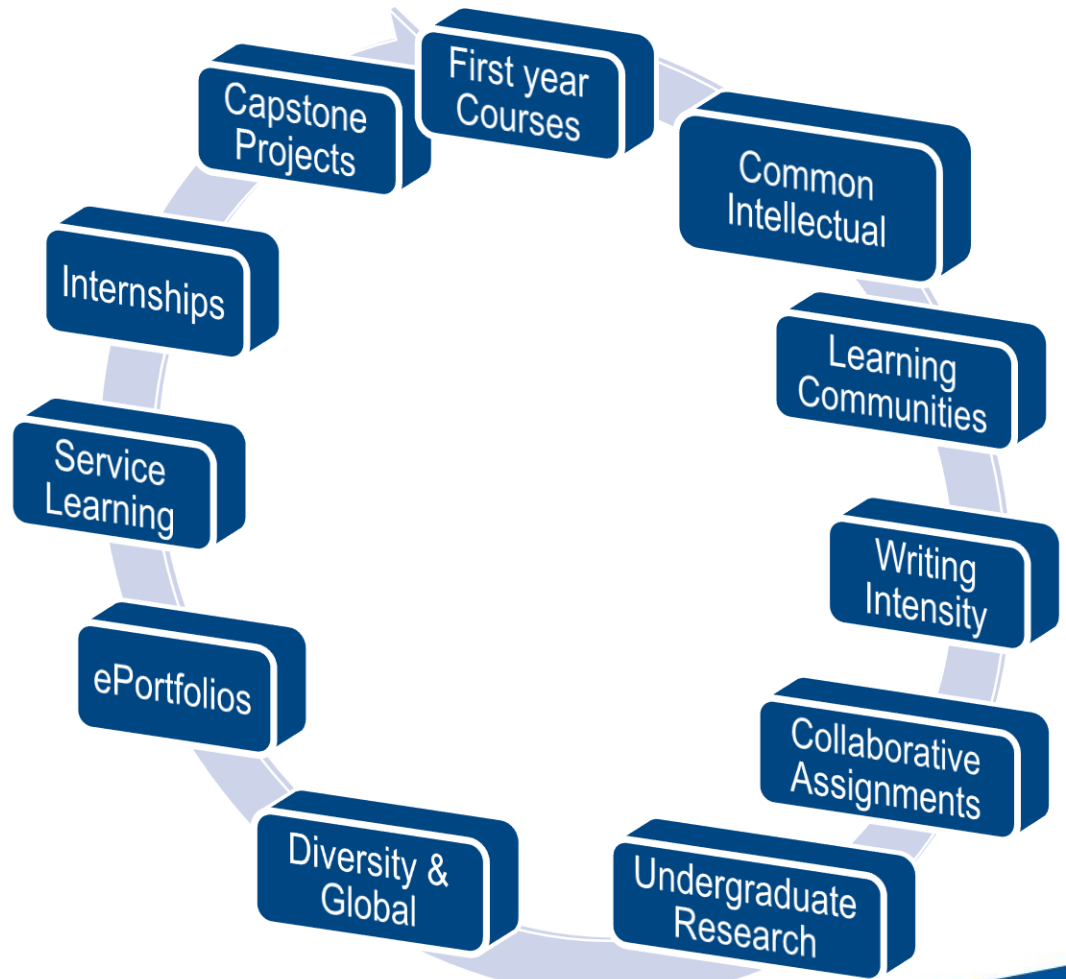 First year
Courses
Common
Intellectual
Learning
Communities
Writing
Intensity
Collaborative
Assignments
Undergraduate
Research
Diversity &
Global
ePortfolios
Service
Learning
Internships
Capstone
Projects